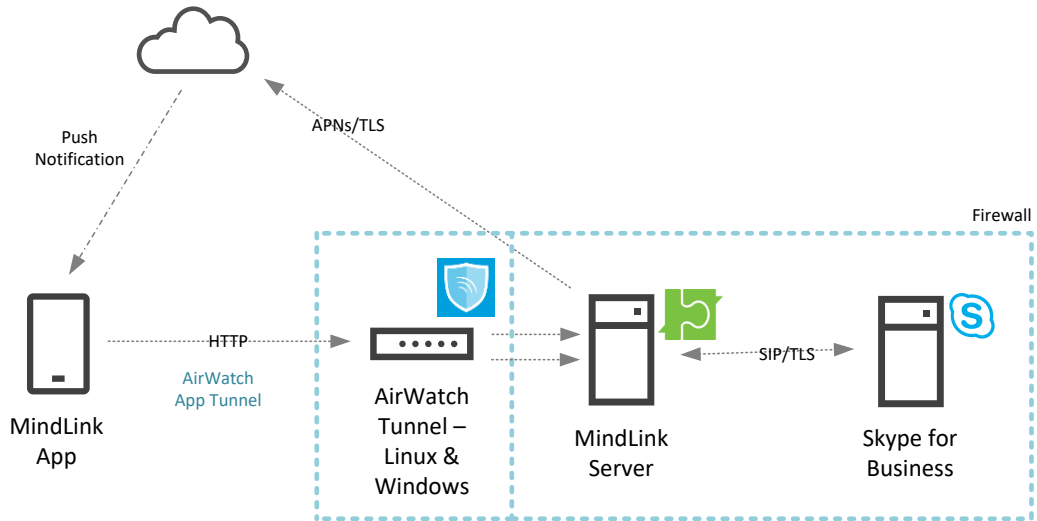 Push
Notification
APNs/TLS
Firewall
HTTP
AirWatch
App Tunnel
SIP/TLS
MindLink
App
AirWatch
Tunnel –
Linux &
Windows
MindLink
Server
Skype for
Business
S